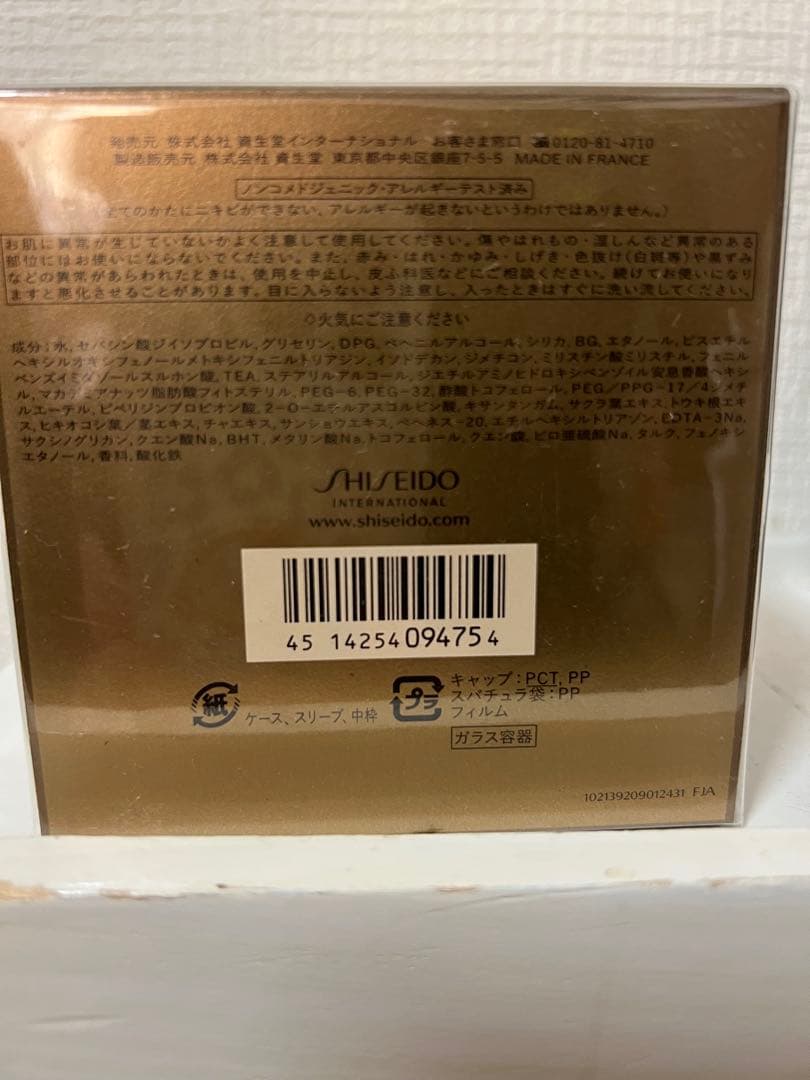 発売元 株式会社 資生堂インターナショナル お客さま窓口 0120-81-4710
製造販売元 株式会社 資生堂 東京都中央区銀座7-5-5 MADE IN FRANCE
ノンコメドジェニック・アレルギーテスト済み
全てのかたにニキビができない、アレルギーが起きないというわけではありません。)
お肌に異常が生じていないかよく注意して使用してください。傷やはれもの・湿しんなど異常のある
部位にはお使いにならないでください。また、赤み・はれ・かゆみ・しげき・色抜け(白斑等)や黒ずみ
などの異常があらわれたときは、使用を中止し、皮ふ科医などにご相談ください。続けてお使いになり
ますと悪化させることがあります。目に入らないよう注意し、入ったときはすぐに洗い流してください。
◇火気にご注意ください
成分:水,セバシン酸ジイソプロピル,グリセリン,DPG,ベヘニルアルコール,シリカ,BG,エタノール,ビスエチル
ヘキシルオキシフェノールメトキシフェニルトリアジン,イソドデカン,ジメチコン,ミリスチン酸ミリスチル,フェニル
ベンズイミダゾールスルホン酸,TEA,ステアリルアルコール,ジエチルアミノヒドロキシベンゾイル安息香酸ヘキシ
ル,マカデミアナッツ脂肪酸フィトステリル,PEG-6,PEG-32,酢酸トコフェロール,PEG/PPG-17/4ジメチ
ルエーテル,ピペリジンプロピオン酸,2-O-エチルアスコルビン酸,キサンタンガム,サクラ葉エキス,トウキ根エキ
ス,ヒキオコシ葉/茎エキス,チャエキス,サンショウエキス,ベヘネス-20,エチルヘキシルトリアゾン,EDTA-3Na,
サクシノグリカン,クエン酸Na,BHT,メタリン酸Na,トコフェロール,クエン酸,ピロ亜硫酸Na,タルク,フェノキシ
エタノール,香料,酸化鉄
SHISEIDO
INTERNATIONAL
www.shiseido.com
45 14254 094754
紙
ケース、スリーブ、中枠
プラ
キャップ:PCT, PP
スパチュラ袋:PP
フィルム
ガラス容器
102139209012431 FJA